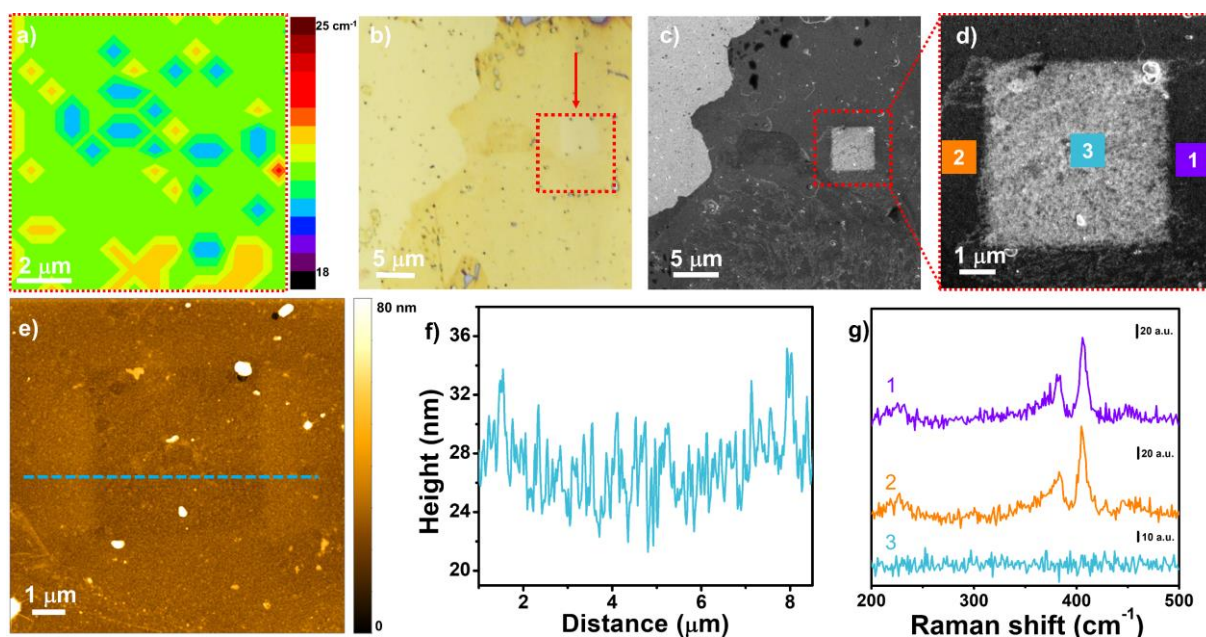 a)
25 cm⁻¹
18
2 μm
b)
5 μm
c)
5 μm
d)
2
3
1
1 μm
e)
80 nm
0
1 μm
f)
36
32
28
24
20
Height (nm)
2
4
6
8
Distance (μm)
g)
20 a.u.
1
20 a.u.
2
10 a.u.
3
200
300
400
500
Raman shift (cm⁻¹)